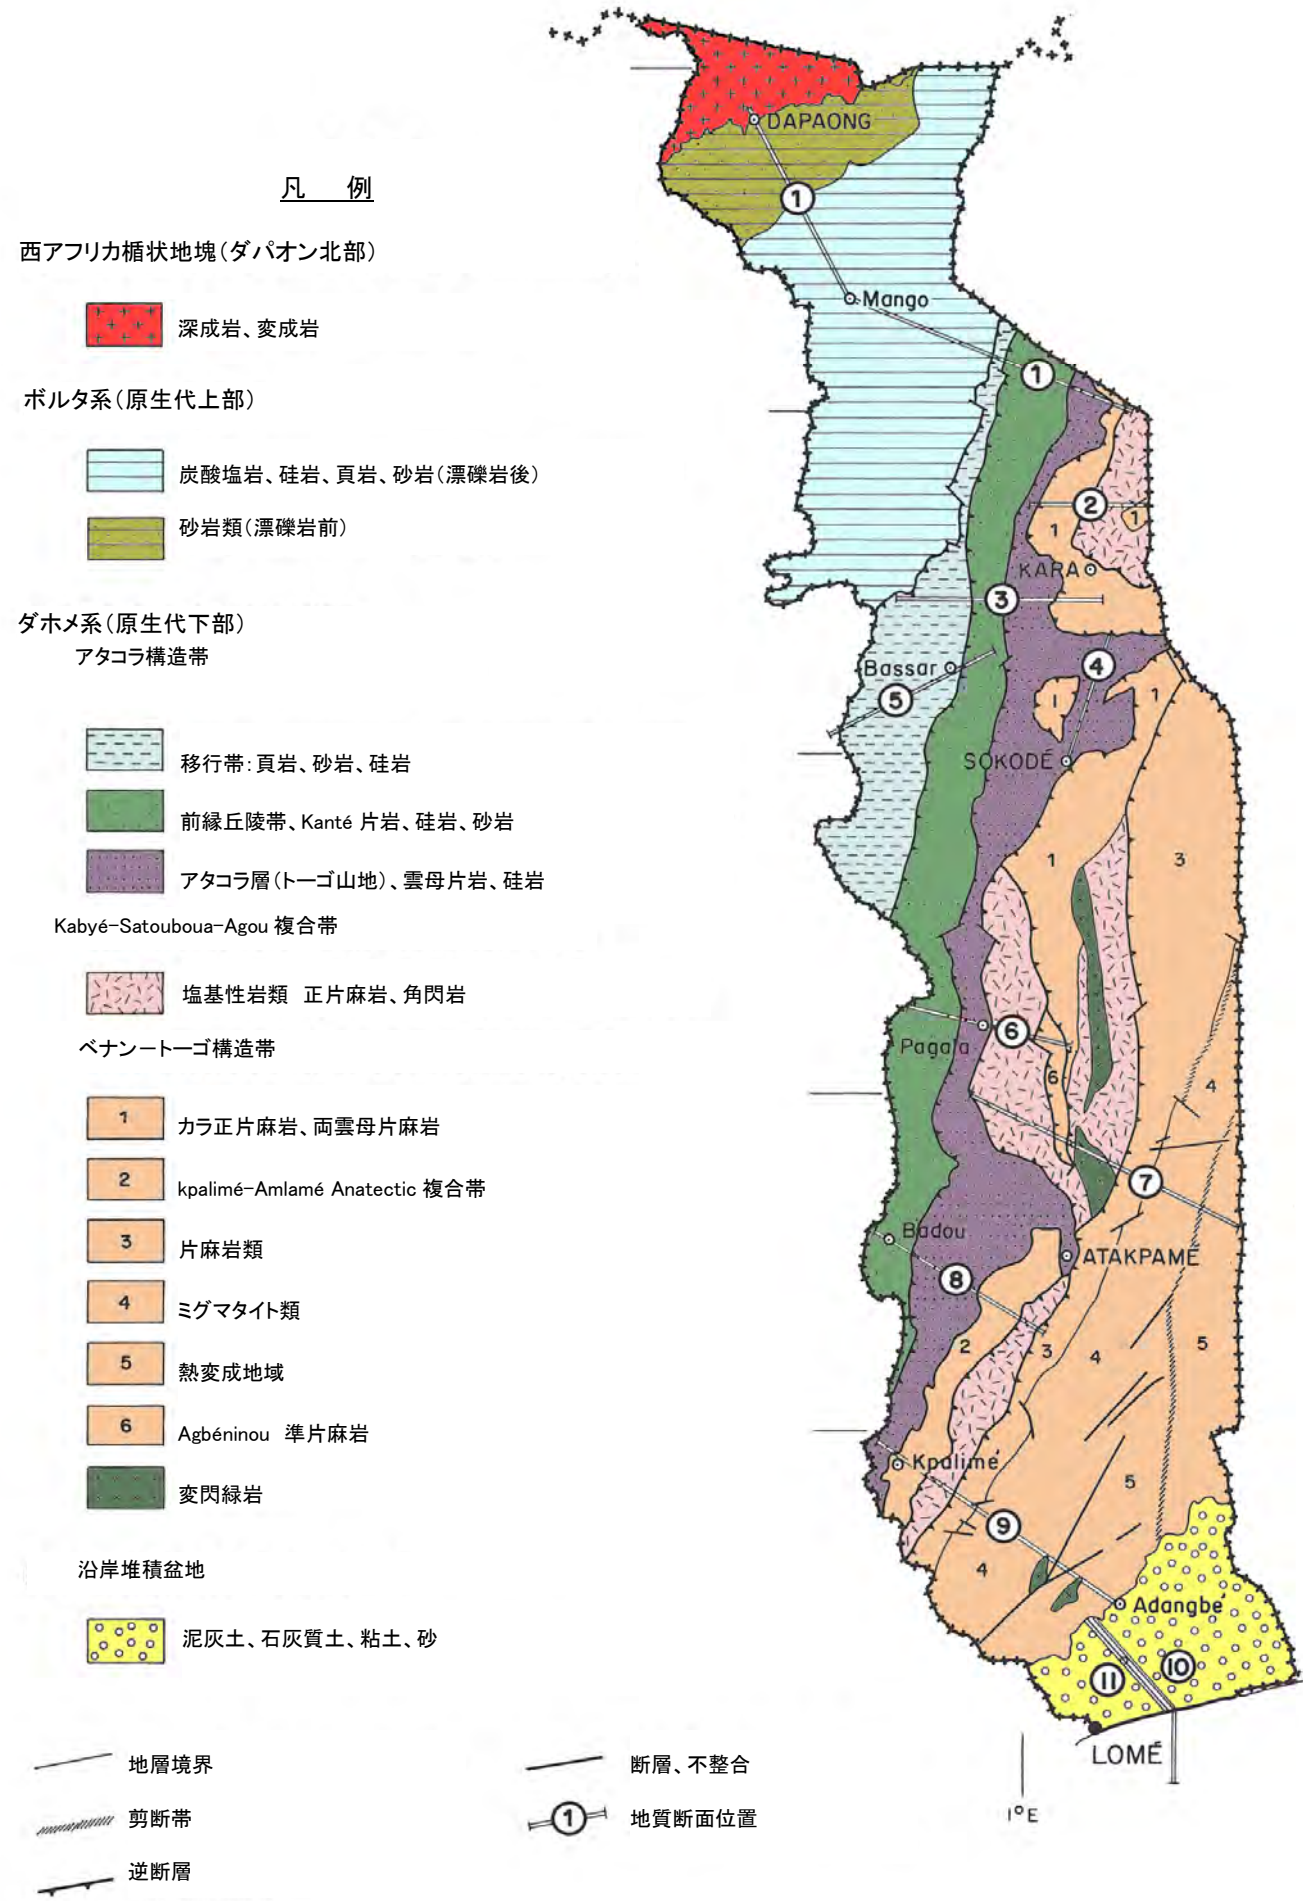 凡　例
西アフリカ楯状地塊（ダパオン北部）
深成岩、変成岩
ボルタ系（原生代上部）
炭酸塩岩、硅岩、頁岩、砂岩（漂礫岩後）
砂岩類（漂礫岩前）
ダホメ系（原生代下部）
アタコラ構造帯
移行帯：頁岩、砂岩、硅岩
前縁丘陵帯、Kanté 片岩、硅岩、砂岩
アタコラ層（トーゴ山地）、雲母片岩、硅岩
Kabyé-Satouboua-Agou 複合帯
塩基性岩類　正片麻岩、角閃岩
ベナンートーゴ構造帯
1 カラ正片麻岩、両雲母片麻岩
2 kpalimé-Amlamé Anatectic 複合帯
3 片麻岩類
4 ミグマタイト類
5 熱変成地域
6 Agbéninou 準片麻岩
変閃緑岩
沿岸堆積盆地
泥灰土、石灰質土、粘土、砂
地層境界
剪断帯
逆断層
断層、不整合
1 地質断面位置
DAPAONG
1
Mango
1
2
1
1
KARA
3
Bassar
4
5
1
1
SOKODÉ
1
3
Pagala
6
6
4
7
Badou
ATAKPAMÉ
8
2
3
4
5
Kpalimé
5
9
4
Adangbé
10
11
LOMÉ
1°E